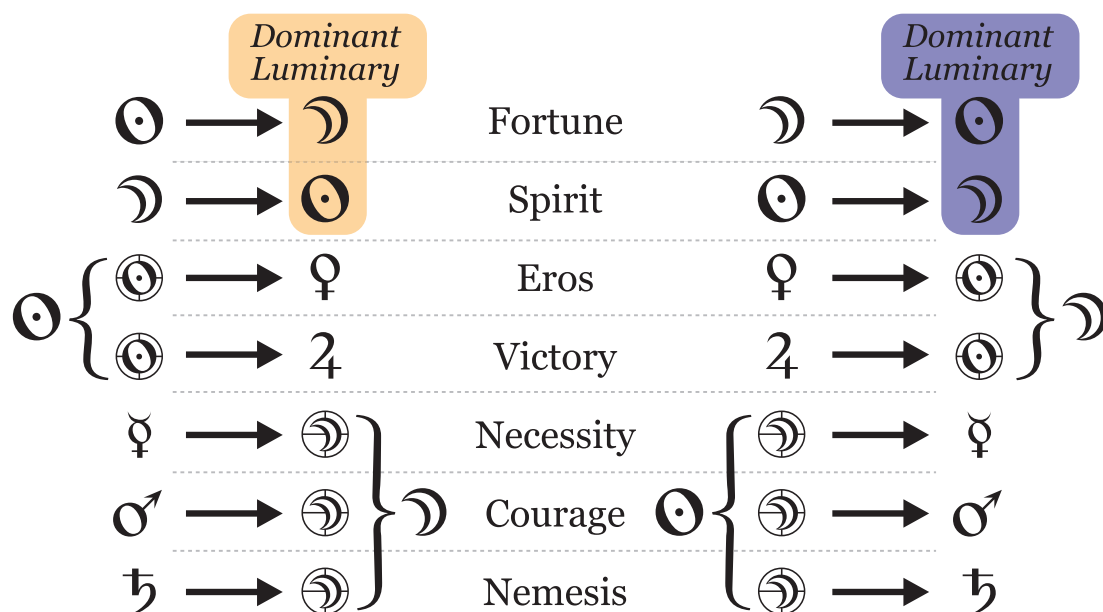 Dominant
Luminary
Dominant
Luminary
Fortune
Spirit
Eros
Victory
Necessity
Courage
Nemesis